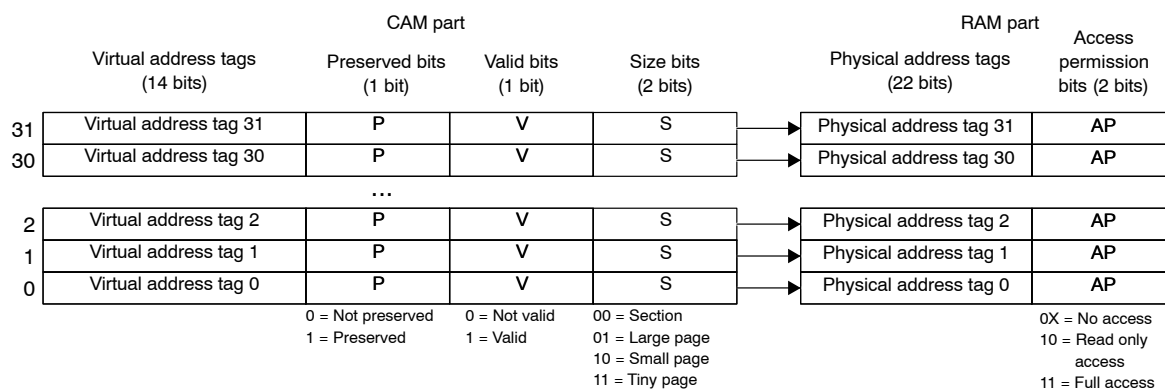 CAM part
RAM part
Virtual address tags
(14 bits)
Preserved bits
(1 bit)
Valid bits
(1 bit)
Size bits
(2 bits)
Physical address tags
(22 bits)
Access
permission
bits (2 bits)
31 Virtual address tag 31 P V S Physical address tag 31 AP
30 Virtual address tag 30 P V S Physical address tag 30 AP
...
2 Virtual address tag 2 P V S Physical address tag 2 AP
1 Virtual address tag 1 P V S Physical address tag 1 AP
0 Virtual address tag 0 P V S Physical address tag 0 AP
0 = Not preserved
1 = Preserved
0 = Not valid
1 = Valid
00 = Section
01 = Large page
10 = Small page
11 = Tiny page
0X = No access
10 = Read only
access
11 = Full access